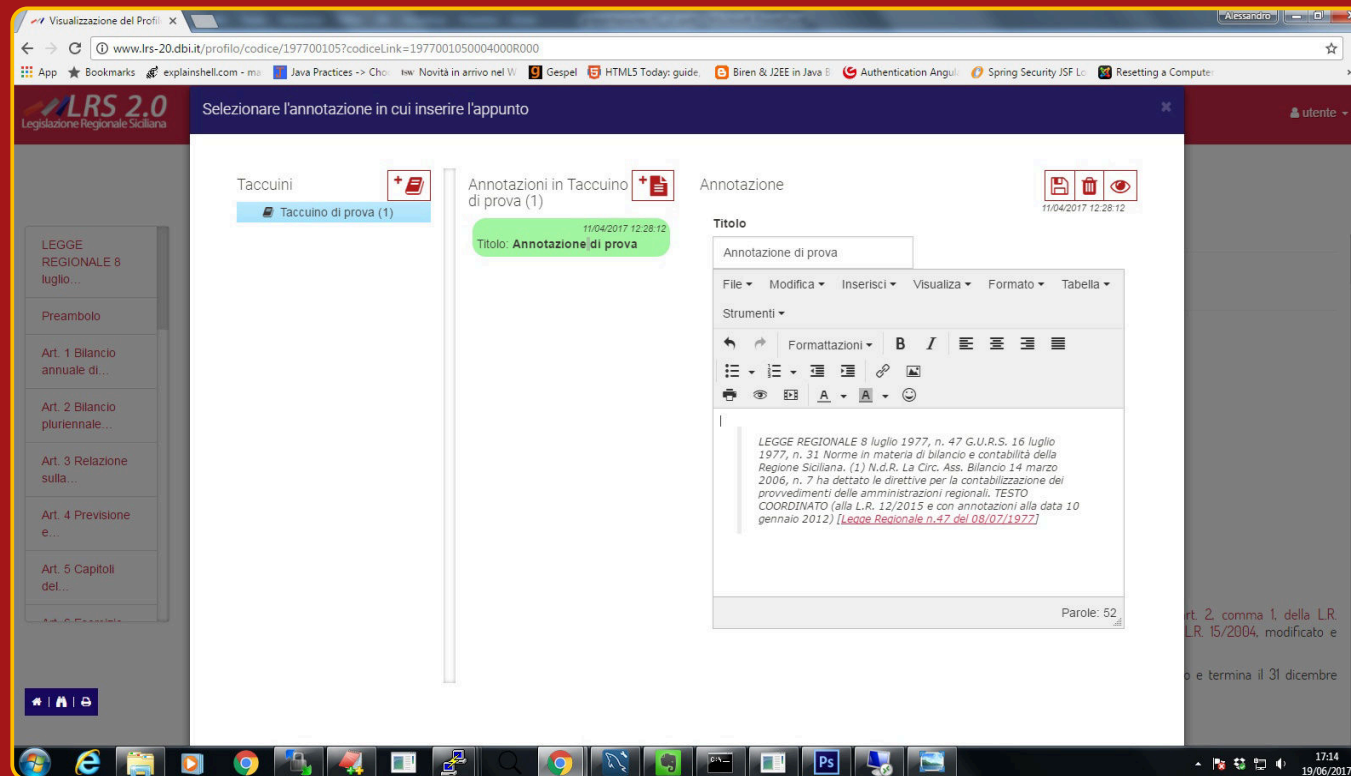 Visualizzazione del Profil
Alessandro
www.lrs-20.dbi.it/profilo/codice/197700105?codiceLink=1977001050004000R000
App Bookmarks explainshell.com - ma Java Practices -> Cho Novità in arrivo nel W Gespel HTML5 Today: guide, Biren & J2EE in Java B Authentication Angul Spring Security JSF Lo Resetting a Compute
LRS 2.0
Legislazione Regionale Siciliana
Selezionare l'annotazione in cui inserire l'appunto
utente
Taccuini
Taccuino di prova (1)
Annotazioni in Taccuino
di prova (1)
11/04/2017 12:28:12
Titolo: Annotazione di prova
Annotazione
11/04/2017 12:28:12
Titolo
Annotazione di prova
File Modifica Inserisci Visualiza Formato Tabella
Strumenti
Formattazioni B I
A A
LEGGE REGIONALE 8 luglio 1977, n. 47 G.U.R.S. 16 luglio
1977, n. 31 Norme in materia di bilancio e contabilità della
Regione Siciliana. (1) N.d.R. La Circ. Ass. Bilancio 14 marzo
2006, n. 7 ha dettato le direttive per la contabilizzazione dei
provvedimenti delle amministrazioni regionali. TESTO
COORDINATO (alla L.R. 12/2015 e con annotazioni alla data 10
gennaio 2012) [Legge Regionale n.47 del 08/07/1977]
Parole: 52
LEGGE
REGIONALE 8
luglio...
Preambolo
Art. 1 Bilancio
annuale di...
Art. 2 Bilancio
pluriennale...
Art. 3 Relazione
sulla...
Art. 4 Previsione
e...
Art. 5 Capitoli
del...
rt. 2, comma 1, della L.R.
L.R. 15/2004, modificato e
o e termina il 31 dicembre
Ps
17:14
19/06/2017